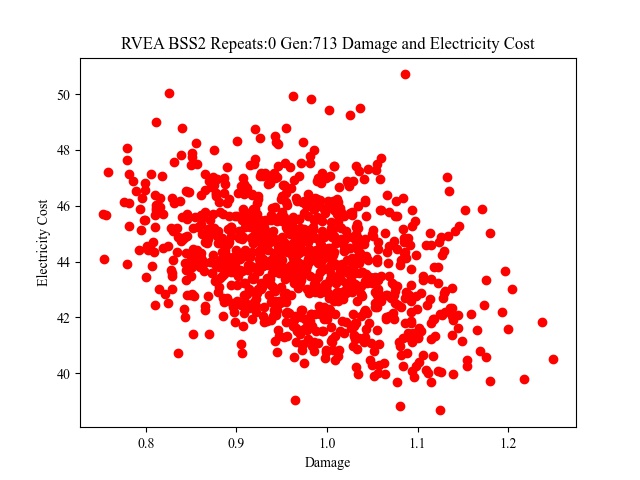 RVEA BSS2 Repeats:0 Gen:713 Damage and Electricity Cost
50
48
46
44
42
40
Electricity Cost
0.8 0.9 1.0 1.1 1.2
Damage